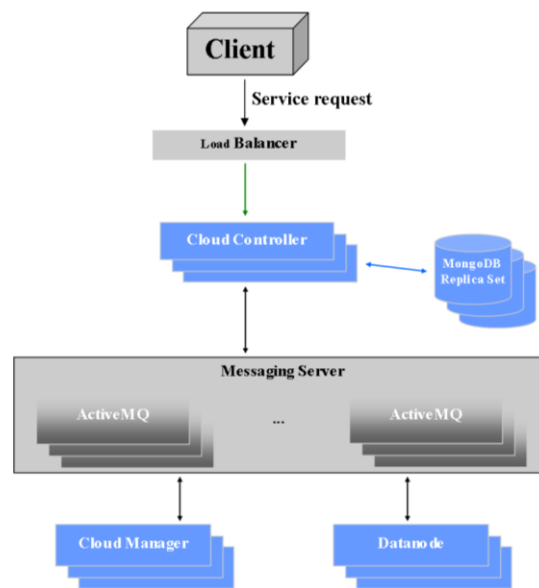 Client
Service request
Load Balancer
Cloud Controller
MongoDB
Replica Set
Messaging Server
ActiveMQ
...
ActiveMQ
Cloud Manager
Datanode